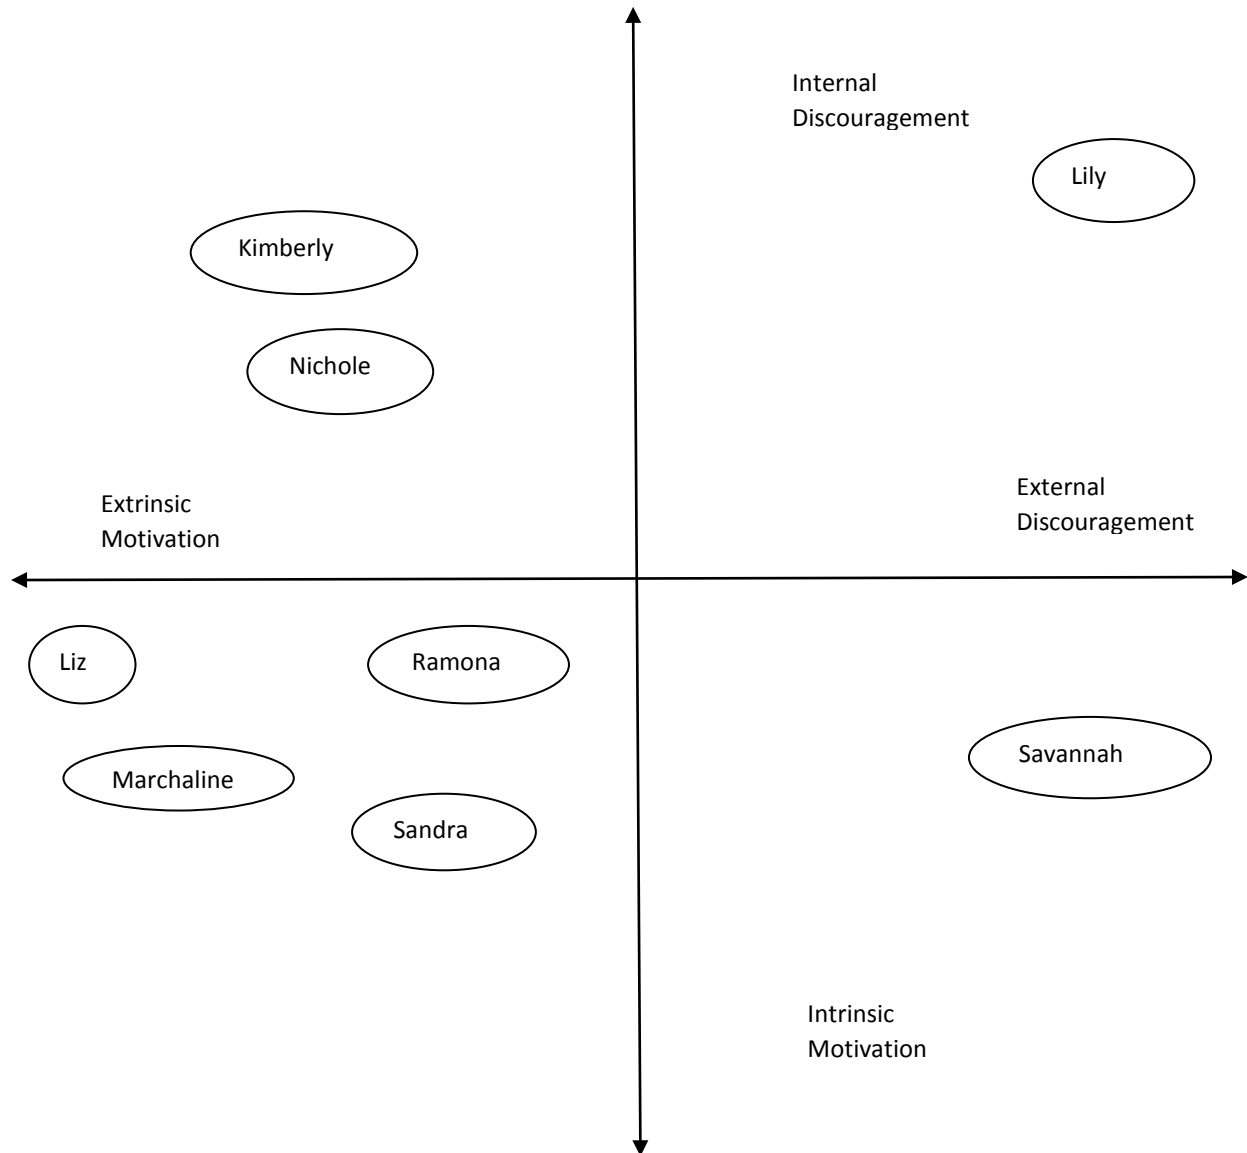 Internal
Discouragement
Lily
Kimberly
Nichole
Extrinsic
Motivation
External
Discouragement
Liz
Ramona
Savannah
Marchaline
Sandra
Intrinsic
Motivation